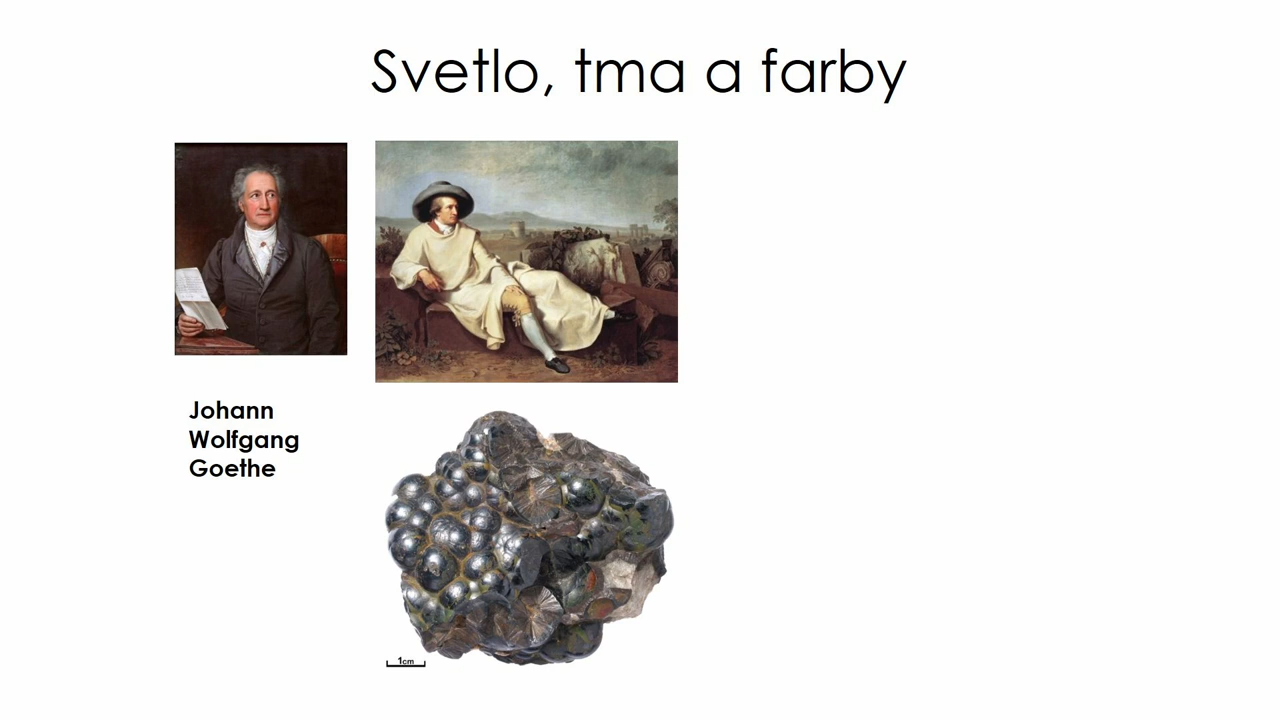 Svetlo, tma a farby
Johann
Wolfgang
Goethe
1cm